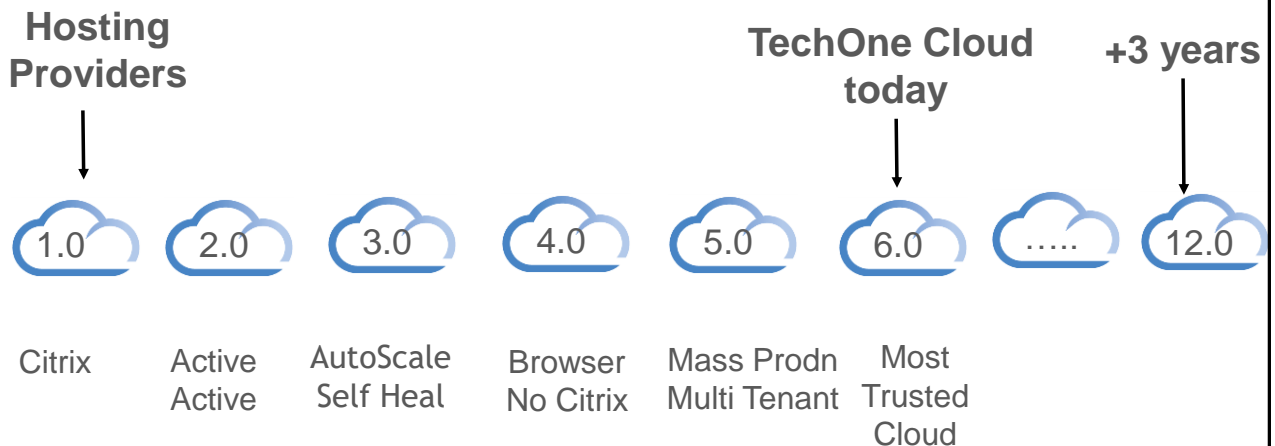 Hosting
Providers
TechOne Cloud
today
+3 years
1.0
2.0
3.0
4.0
5.0
6.0
.....
12.0
Citrix
Active
Active
AutoScale
Self Heal
Browser
No Citrix
Mass Prodn
Multi Tenant
Most
Trusted
Cloud